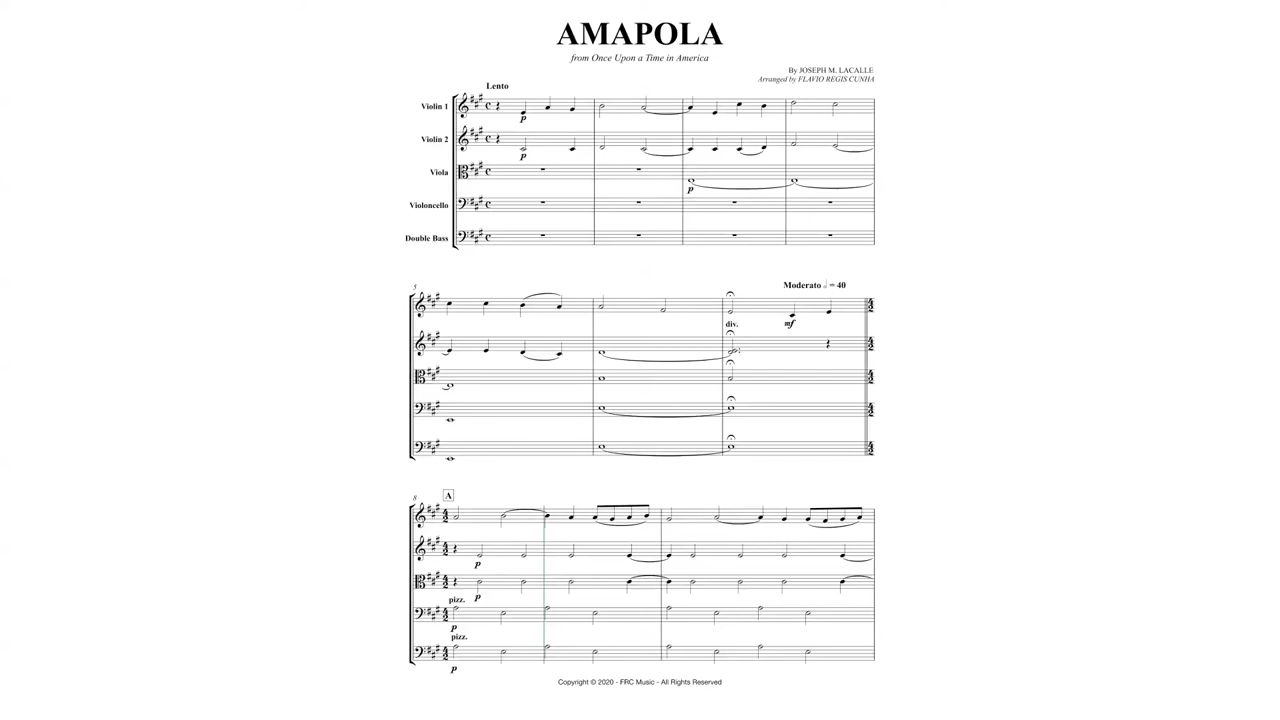 AMAPOLA
from Once Upon a Time in America
By JOSEPH M. LACALLE
Arranged by FLAVIO REGIS CUNHA
Lento
Violin 1
p
Violin 2
p
Viola
p
Violoncello
Double Bass
5
Moderato 𝅗𝅥 = 40
mf
div.
8
A
p
p
pizz.
p
pizz.
p
Copyright © 2020 - FRC Music - All Rights Reserved